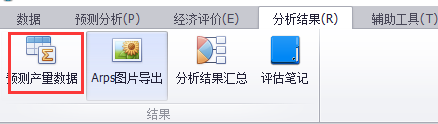 数据 预测分析(P) 经济评价(E) 分析结果(R) 辅助工具(T)
预测产量数据 Arps图片导出 分析结果汇总 评估笔记
结果